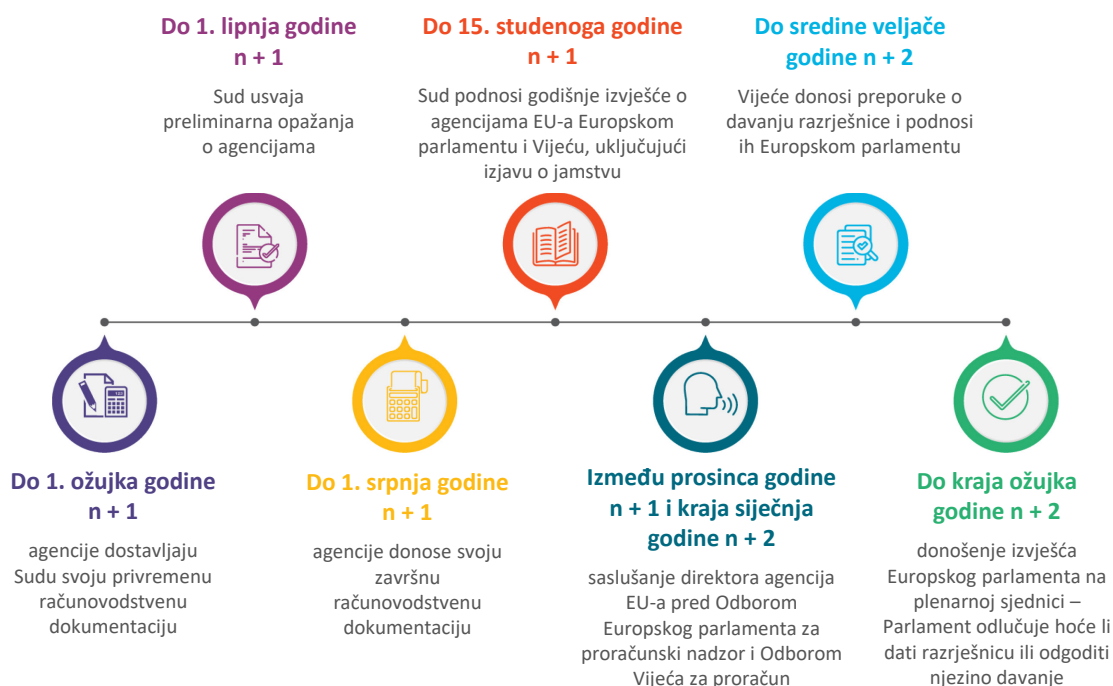 Do 1. lipnja godine
n + 1
Sud usvaja
preliminarna opažanja
o agencijama
Do 15. studenoga godine
n + 1
Sud podnosi godišnje izvješće o
agencijama EU-a Europskom
parlamentu i Vijeću, uključujući
izjavu o jamstvu
Do sredine veljače
godine n + 2
Vijeće donosi preporuke o
davanju razrješnice i podnosi
ih Europskom parlamentu
Do 1. ožujka godine
n + 1
agencije dostavljaju
Sudu svoju privremenu
računovodstvenu
dokumentaciju
Do 1. srpnja godine
n + 1
agencije donose svoju
završnu
računovodstvenu
dokumentaciju
Između prosinca godine
n + 1 i kraja siječnja
godine n + 2
saslušanje direktora agencija
EU-a pred Odborom
Europskog parlamenta za
proračunski nadzor i Odborom
Vijeća za proračun
Do kraja ožujka
godine n + 2
donošenje izvješća
Europskog parlamenta na
plenarnoj sjednici –
Parlament odlučuje hoće li
dati razrješnicu ili odgoditi
njezino davanje